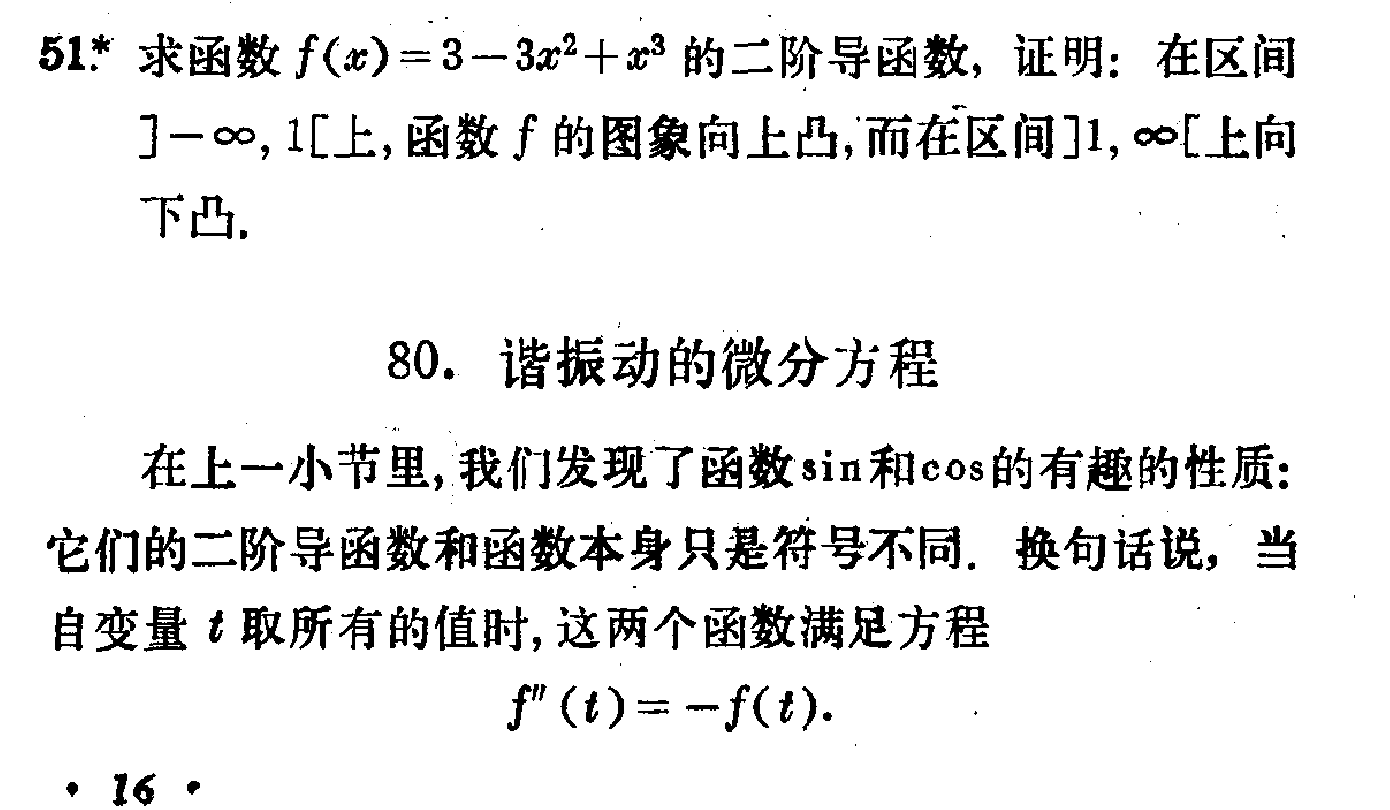 51.* 求函数 f(x)=3-3x²+x³ 的二阶导函数, 证明: 在区间
]-∞, 1[上, 函数 f 的图象向上凸, 而在区间]1, ∞[上向
下凸.
80. 谐振动的微分方程
在上一小节里, 我们发现了函数sin和cos的有趣的性质:
它们的二阶导函数和函数本身只是符号不同. 换句话说, 当
自变量 t 取所有的值时, 这两个函数满足方程
f″(t)=-f(t).
• 16 •